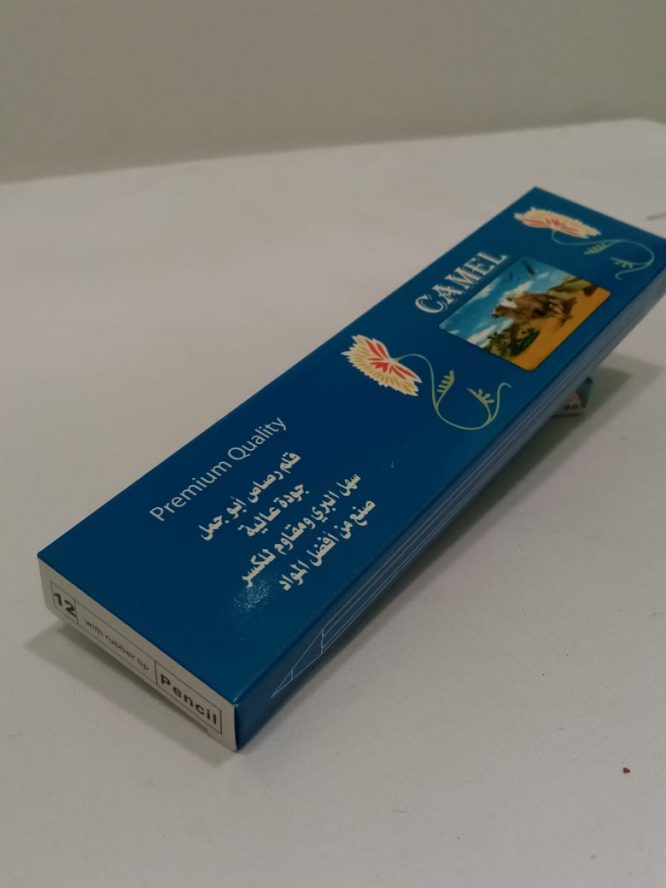 CAMEL
Premium Quality
قلم رصاص أبو جمل
جودة عالية
سهل البري ومقاوم للكسر
صنع من أفضل المواد
12
with rubber tip
Pencil